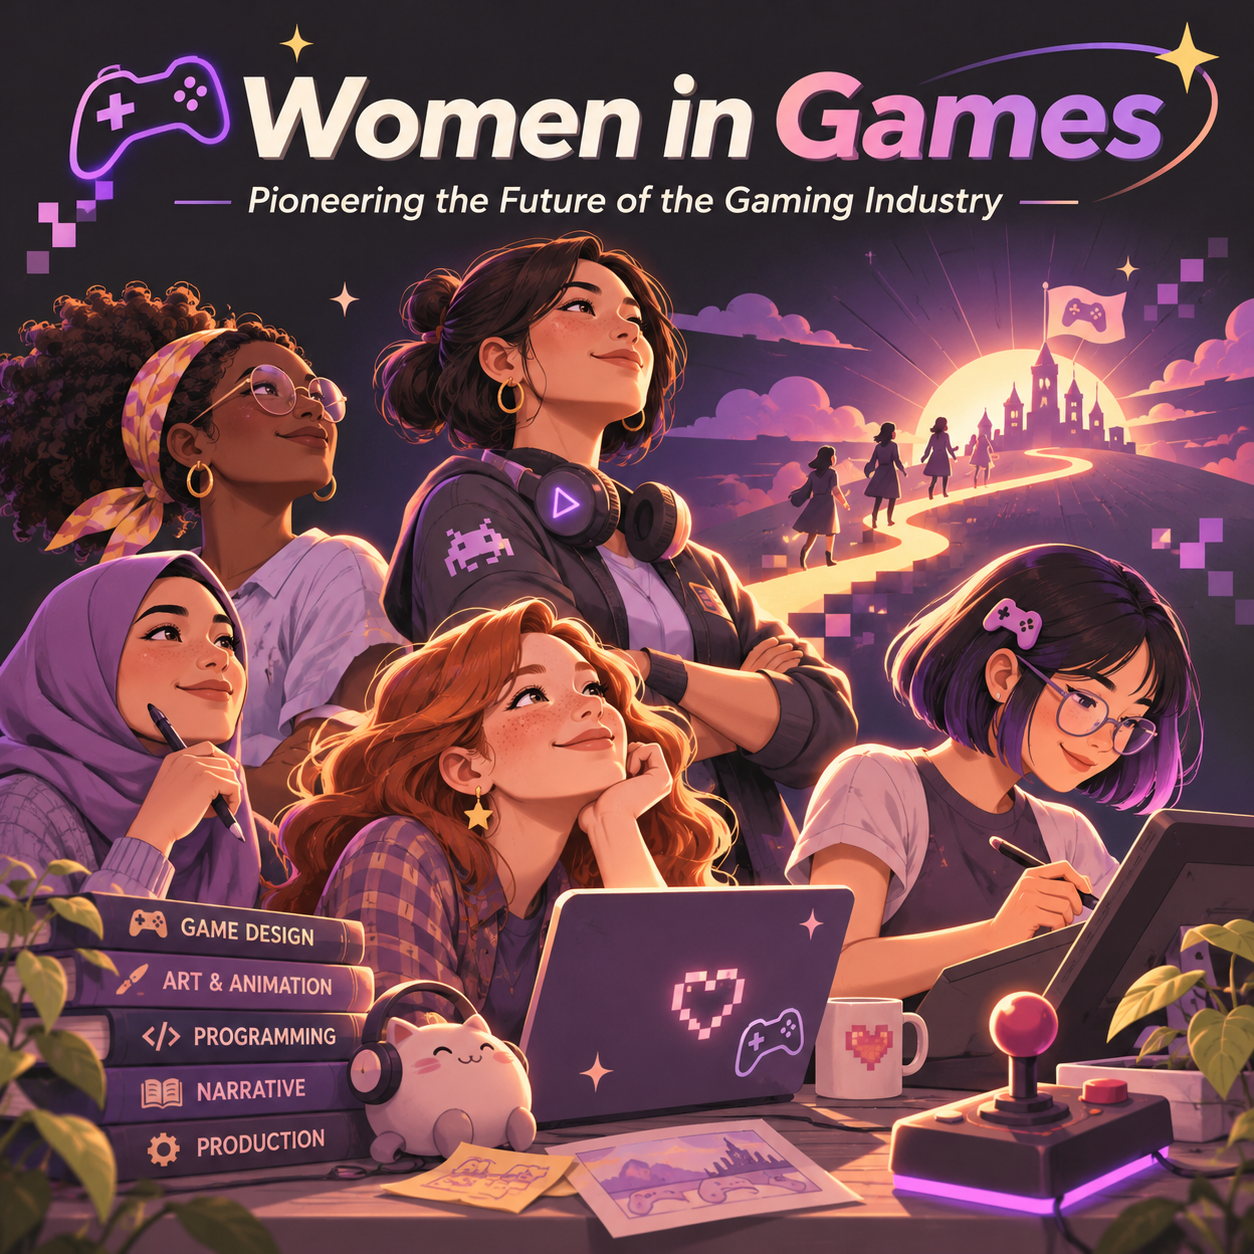 Women in Games
Pioneering the Future of the Gaming Industry
GAME DESIGN
ART & ANIMATION
</> PROGRAMMING
NARRATIVE
PRODUCTION